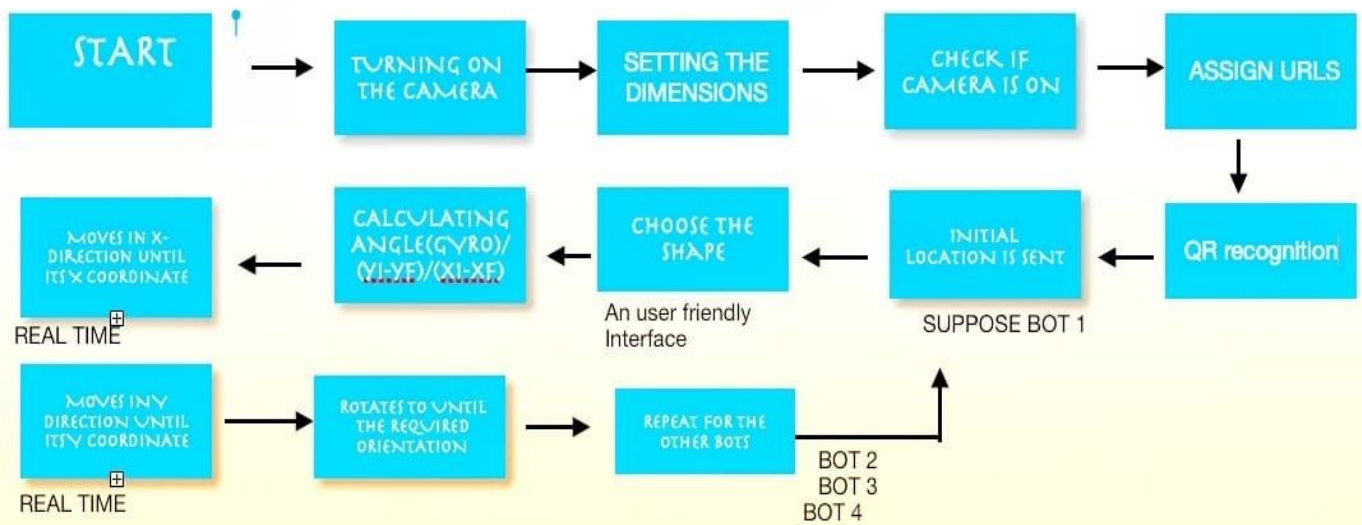 START
TURNING ON
THE CAMERA
SETTING THE
DIMENSIONS
CHECK IF
CAMERA IS ON
ASSIGN URLS
QR recognition
INITIAL
LOCATION IS SENT
SUPPOSE BOT 1
CHOOSE THE
SHAPE
An user friendly
Interface
CALCULATING
ANGLE(GYRO)/
(YI-YF)/(XI-XF)
MOVES IN X-
DIRECTION UNTIL
ITS X COORDINATE
REAL TIME
MOVES IN Y
DIRECTION UNTIL
ITS Y COORDINATE
REAL TIME
ROTATES TO UNTIL
THE REQUIRED
ORIENTATION
REPEAT FOR THE
OTHER BOTS
BOT 2
BOT 3
BOT 4